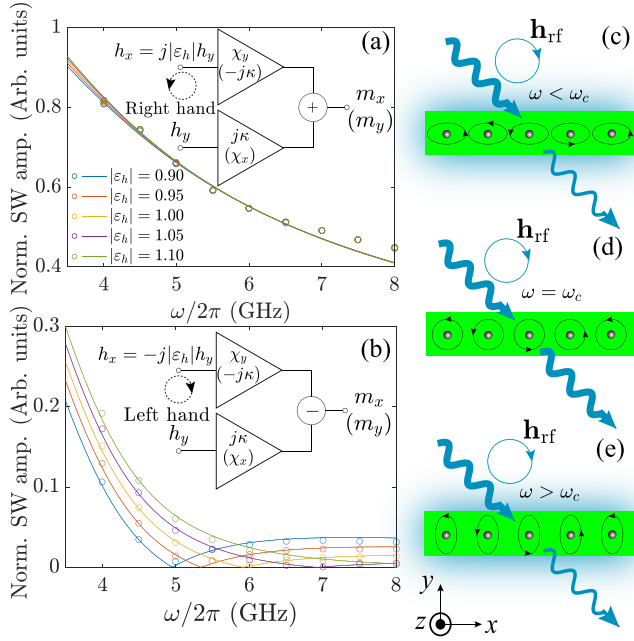 (a)
Norm. SW amp. (Arb. units)
1
0.8
0.6
0.4
h_x = j|ε_h|h_y
Right hand
h_y
χ_y
(−jκ)
jκ
(χ_x)
+
m_x
(m_y)
|ε_h| = 0.90
|ε_h| = 0.95
|ε_h| = 1.00
|ε_h| = 1.05
|ε_h| = 1.10
4 5 6 7 8
ω/2π (GHz)
(b)
Norm. SW amp. (Arb. units)
0.3
0.2
0.1
0
h_x = −j|ε_h|h_y
Left hand
h_y
χ_y
(−jκ)
jκ
(χ_x)
−
m_x
(m_y)
4 5 6 7 8
ω/2π (GHz)
(c)
h_rf
ω < ω_c
(d)
h_rf
ω = ω_c
(e)
h_rf
ω > ω_c
y
z
x